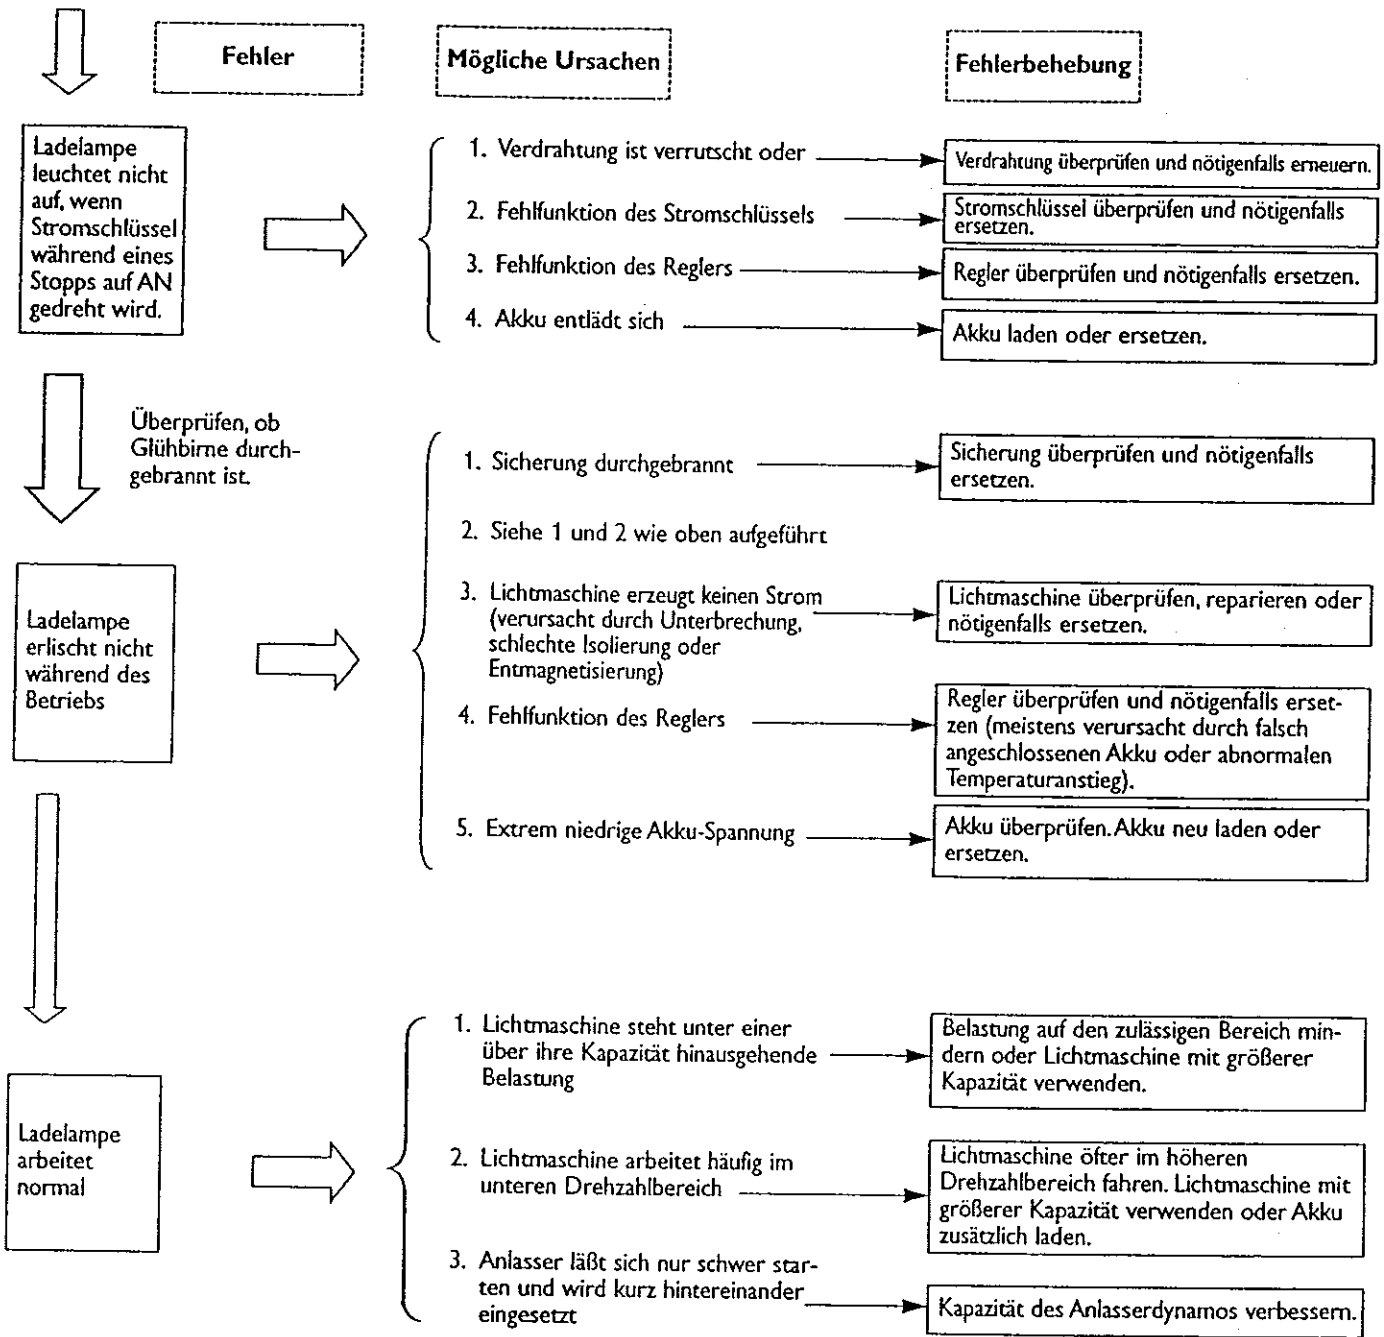 Fehler
Mögliche Ursachen
Fehlerbehebung
Ladelampe
leuchtet nicht
auf, wenn
Stromschlüssel
während eines
Stopps auf AN
gedreht wird.
1. Verdrahtung ist verrutscht oder
Verdrahtung überprüfen und nötigenfalls erneuern.
2. Fehlfunktion des Stromschlüssels
Stromschlüssel überprüfen und nötigenfalls
ersetzen.
3. Fehlfunktion des Reglers
Regler überprüfen und nötigenfalls ersetzen.
4. Akku entlädt sich
Akku laden oder ersetzen.
Überprüfen, ob
Glühbirne durch-
gebrannt ist.
Ladelampe
erlischt nicht
während des
Betriebs
1. Sicherung durchgebrannt
Sicherung überprüfen und nötigenfalls
ersetzen.
2. Siehe 1 und 2 wie oben aufgeführt
3. Lichtmaschine erzeugt keinen Strom
(verursacht durch Unterbrechung,
schlechte Isolierung oder
Entmagnetisierung)
Lichtmaschine überprüfen, reparieren oder
nötigenfalls ersetzen.
4. Fehlfunktion des Reglers
Regler überprüfen und nötigenfalls erset-
zen (meistens verursacht durch falsch
angeschlossenen Akku oder abnormalen
Temperaturanstieg).
5. Extrem niedrige Akku-Spannung
Akku überprüfen. Akku neu laden oder
ersetzen.
Ladelampe
arbeitet
normal
1. Lichtmaschine steht unter einer
über ihre Kapazität hinausgehende
Belastung
Belastung auf den zulässigen Bereich min-
dern oder Lichtmaschine mit größerer
Kapazität verwenden.
2. Lichtmaschine arbeitet häufig im
unteren Drehzahlbereich
Lichtmaschine öfter im höheren
Drehzahlbereich fahren. Lichtmaschine mit
größerer Kapazität verwenden oder Akku
zusätzlich laden.
3. Anlasser läßt sich nur schwer star-
ten und wird kurz hintereinander
eingesetzt
Kapazität des Anlasserdynamos verbessern.